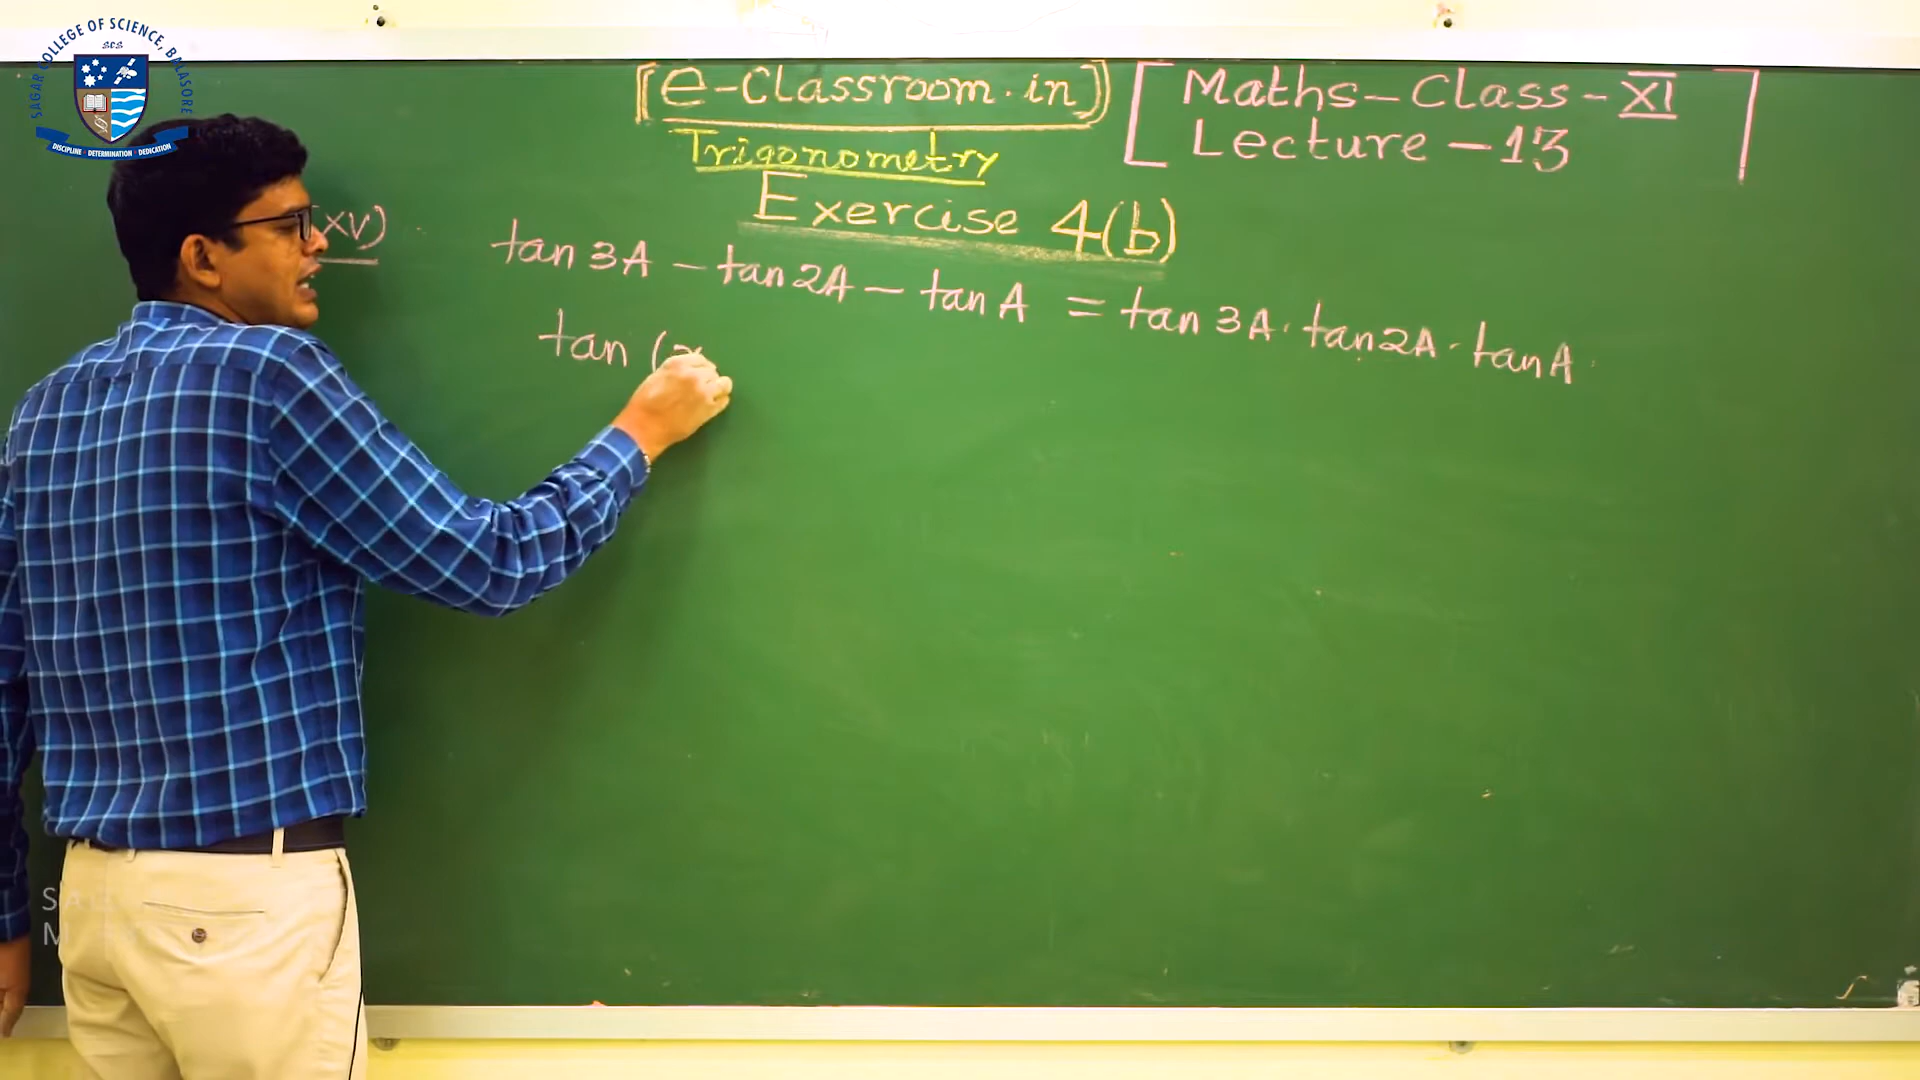 SAGAR COLLEGE OF SCIENCE, BALASORE
SCS
DISCIPLINE DETERMINATION DEDICATION
[e-Classroom.in]
[Maths - Class - XI
Lecture - 13]
Trigonometry
Exercise 4(b)
(xv)
tan 3A - tan 2A - tan A = tan 3A · tan 2A · tan A
tan (